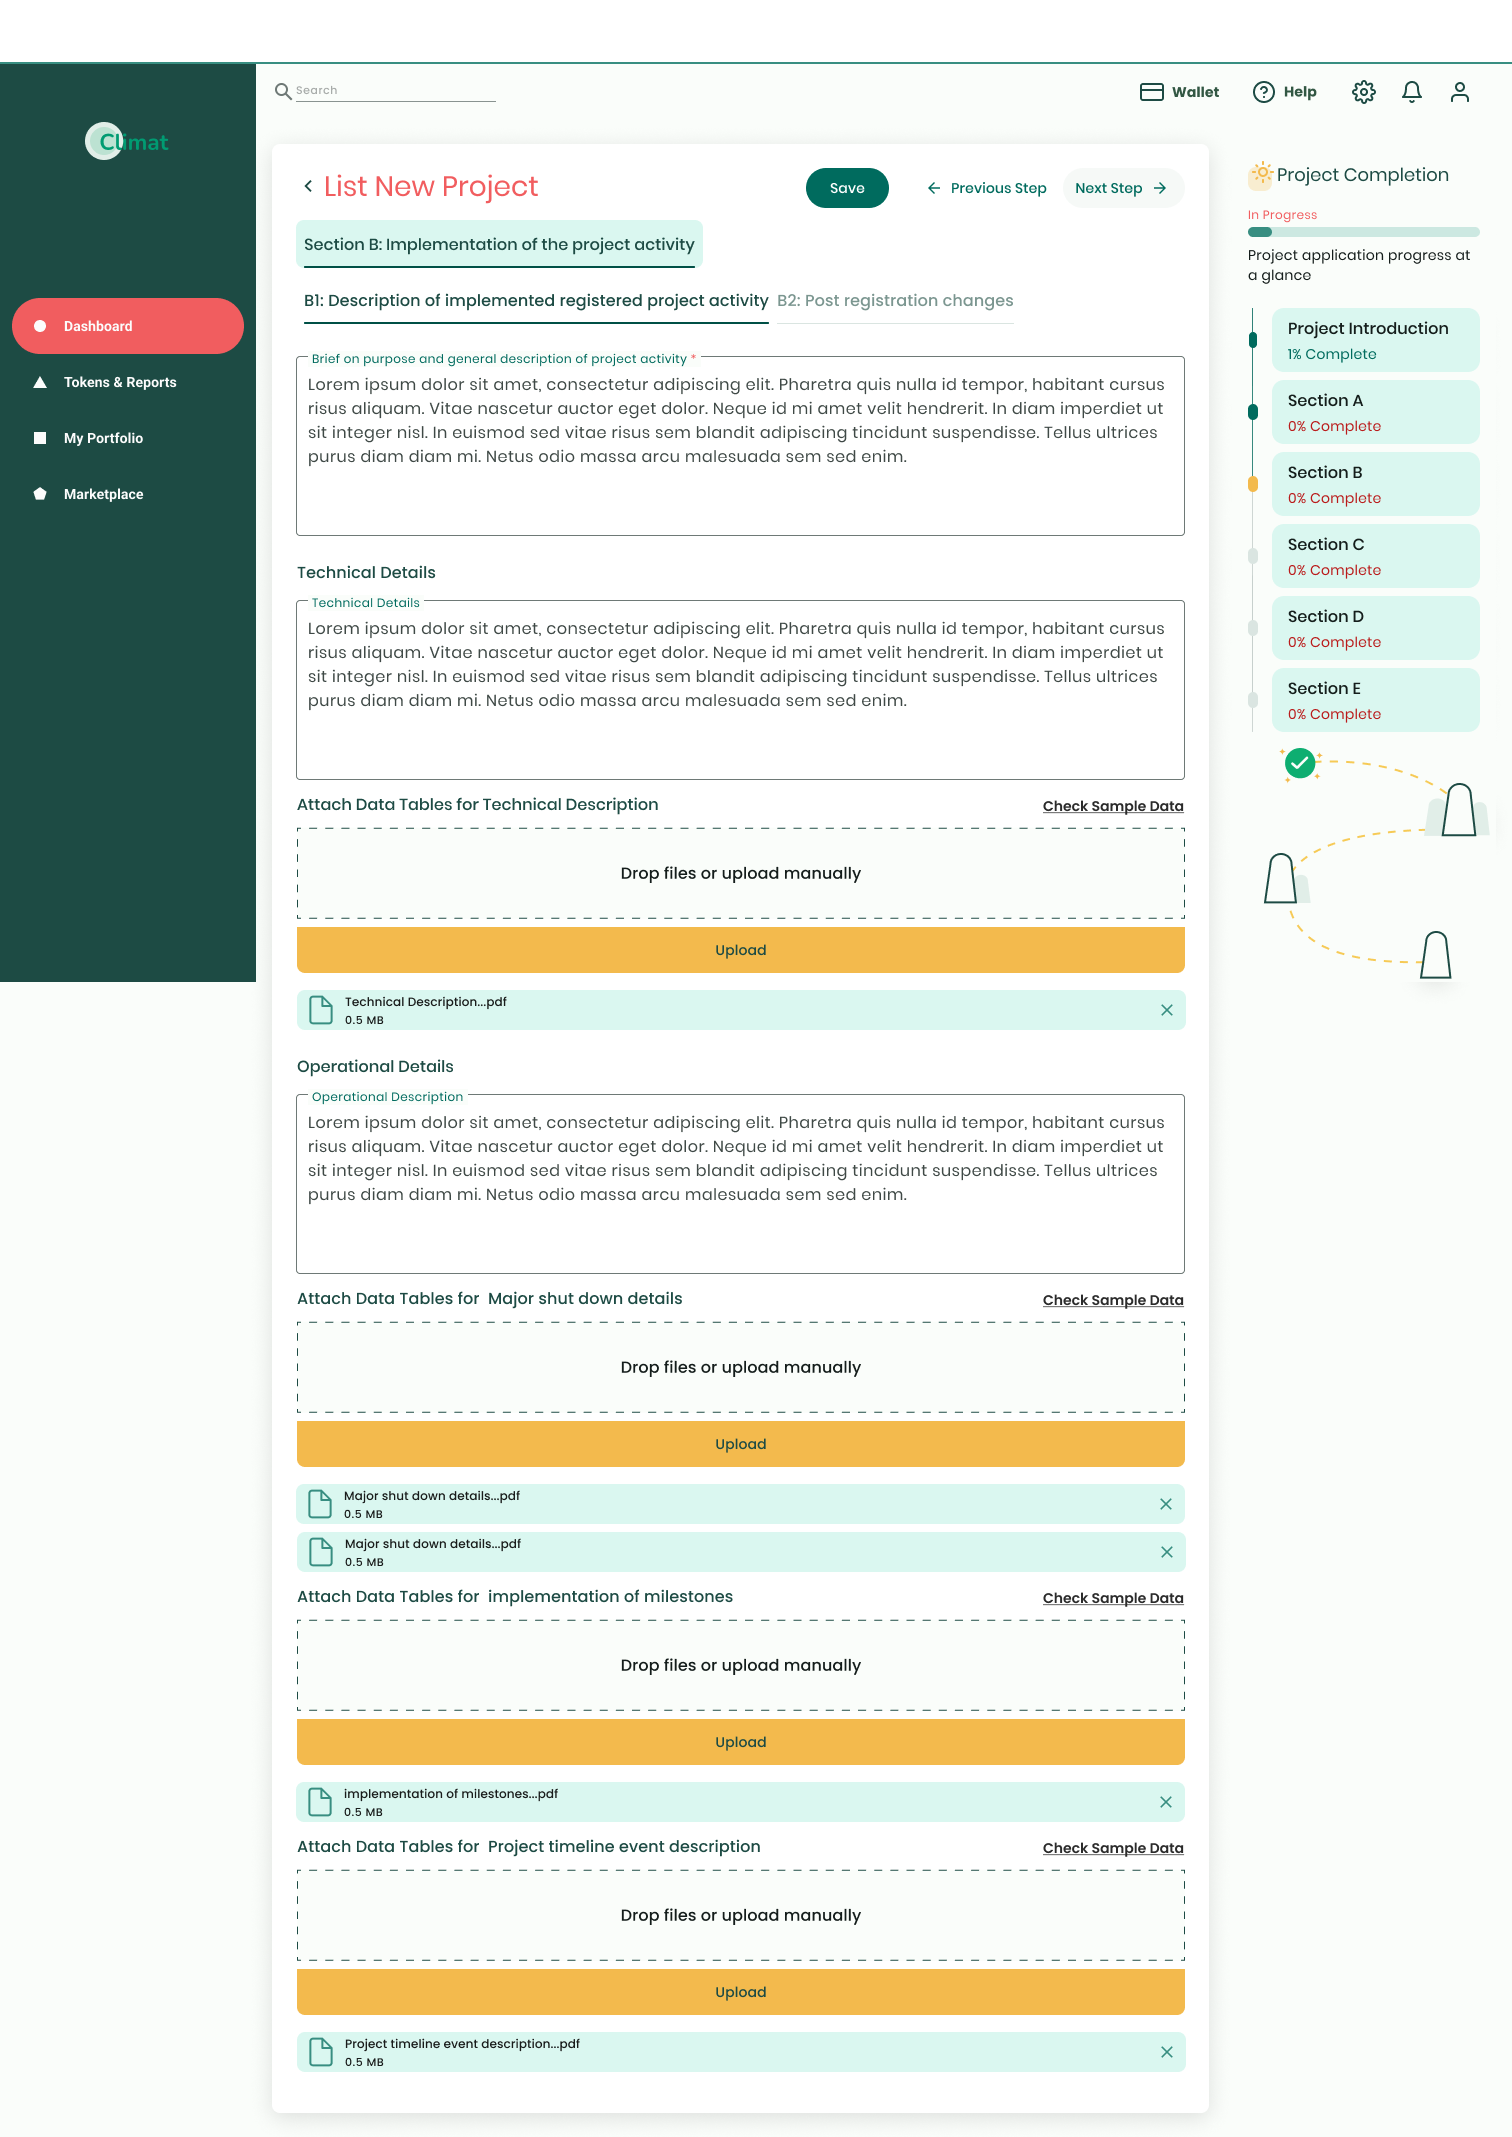 Climat
Dashboard
Tokens & Reports
My Portfolio
Marketplace
Search
Wallet
Help
List New Project
Save
Previous Step
Next Step
Section B: Implementation of the project activity
B1: Description of implemented registered project activity
B2: Post registration changes
Brief on purpose and general description of project activity *
Lorem ipsum dolor sit amet, consectetur adipiscing elit. Pharetra quis nulla id tempor, habitant cursus
risus aliquam. Vitae nascetur auctor eget dolor. Neque id mi amet velit hendrerit. In diam imperdiet ut
sit integer nisl. In euismod sed vitae risus sem blandit adipiscing tincidunt suspendisse. Tellus ultrices
purus diam diam mi. Netus odio massa arcu malesuada sem sed enim.
Technical Details
Technical Details
Lorem ipsum dolor sit amet, consectetur adipiscing elit. Pharetra quis nulla id tempor, habitant cursus
risus aliquam. Vitae nascetur auctor eget dolor. Neque id mi amet velit hendrerit. In diam imperdiet ut
sit integer nisl. In euismod sed vitae risus sem blandit adipiscing tincidunt suspendisse. Tellus ultrices
purus diam diam mi. Netus odio massa arcu malesuada sem sed enim.
Attach Data Tables for Technical Description
Check Sample Data
Drop files or upload manually
Upload
Technical Description...pdf
0.5 MB
Operational Details
Operational Description
Lorem ipsum dolor sit amet, consectetur adipiscing elit. Pharetra quis nulla id tempor, habitant cursus
risus aliquam. Vitae nascetur auctor eget dolor. Neque id mi amet velit hendrerit. In diam imperdiet ut
sit integer nisl. In euismod sed vitae risus sem blandit adipiscing tincidunt suspendisse. Tellus ultrices
purus diam diam mi. Netus odio massa arcu malesuada sem sed enim.
Attach Data Tables for  Major shut down details
Check Sample Data
Drop files or upload manually
Upload
Major shut down details...pdf
0.5 MB
Major shut down details...pdf
0.5 MB
Attach Data Tables for  implementation of milestones
Check Sample Data
Drop files or upload manually
Upload
implementation of milestones...pdf
0.5 MB
Attach Data Tables for  Project timeline event description
Check Sample Data
Drop files or upload manually
Upload
Project timeline event description...pdf
0.5 MB
Project Completion
In Progress
Project application progress at
a glance
Project Introduction
1% Complete
Section A
0% Complete
Section B
0% Complete
Section C
0% Complete
Section D
0% Complete
Section E
0% Complete